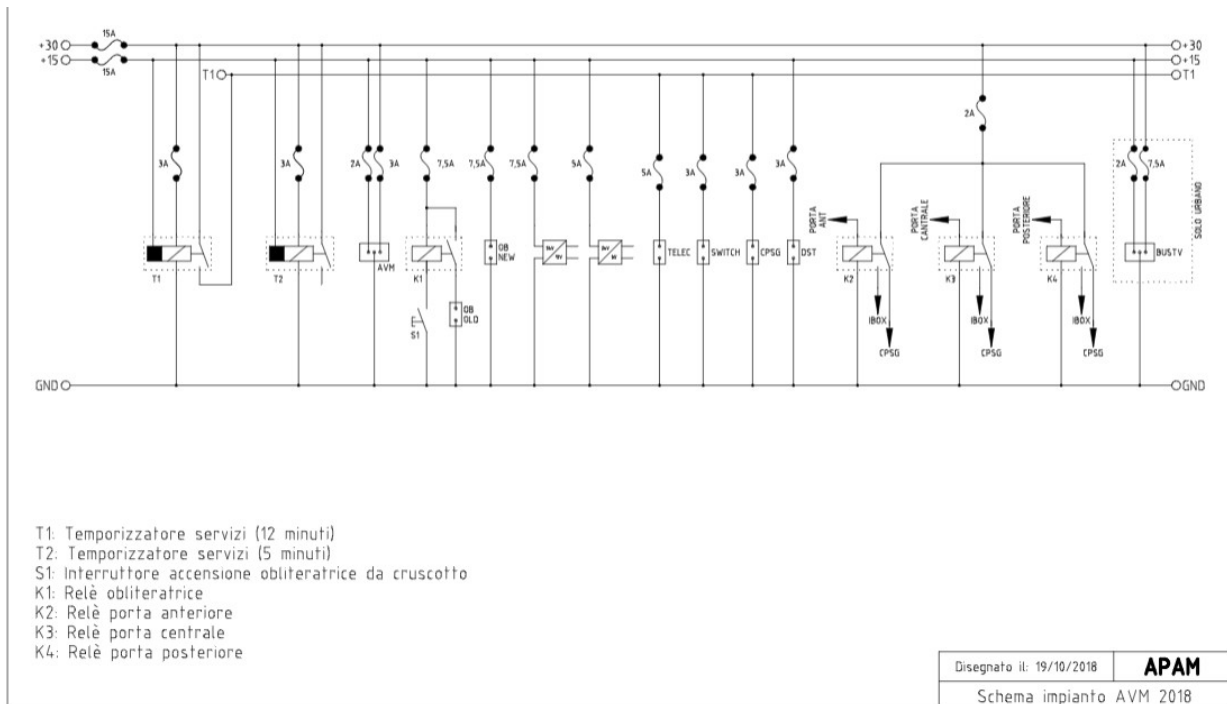 15A
+30
+30
+15
+15
15A
T1
T1
2A
3A
3A
2A
3A
7,5A
7,5A
7,5A
5A
5A
3A
3A
3A
2A
7,5A
SOLO URBANO
PORTA
ANT
PORTA
CANTRALE
PORTA
POSTERIORE
T1
T2
AVM
K1
OB
NEW
TELEC
SWITCH
CPSG
DST
K2
K3
K4
BUSTV
S1
OB
OLD
IBOX
IBOX
IBOX
CPSG
CPSG
CPSG
GND
GND
T1: Temporizzatore servizi (12 minuti)
T2: Temporizzatore servizi (5 minuti)
S1: Interruttore accensione obliteratrice da cruscotto
K1: Relè obliteratrice
K2: Relè porta anteriore
K3: Relè porta centrale
K4: Relè porta posteriore
Disegnato il: 19/10/2018
APAM
Schema impianto AVM 2018